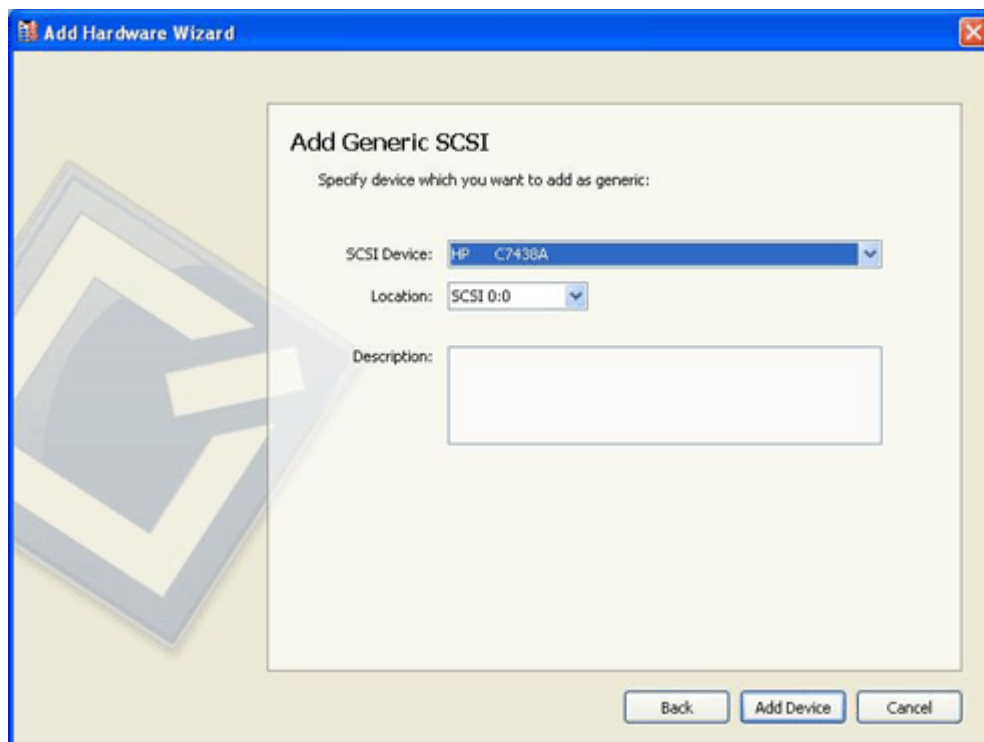 Add Hardware Wizard
Add Generic SCSI
Specify device which you want to add as generic:
SCSI Device: HP C7438A
Location: SCSI 0:0
Description:
Back Add Device Cancel